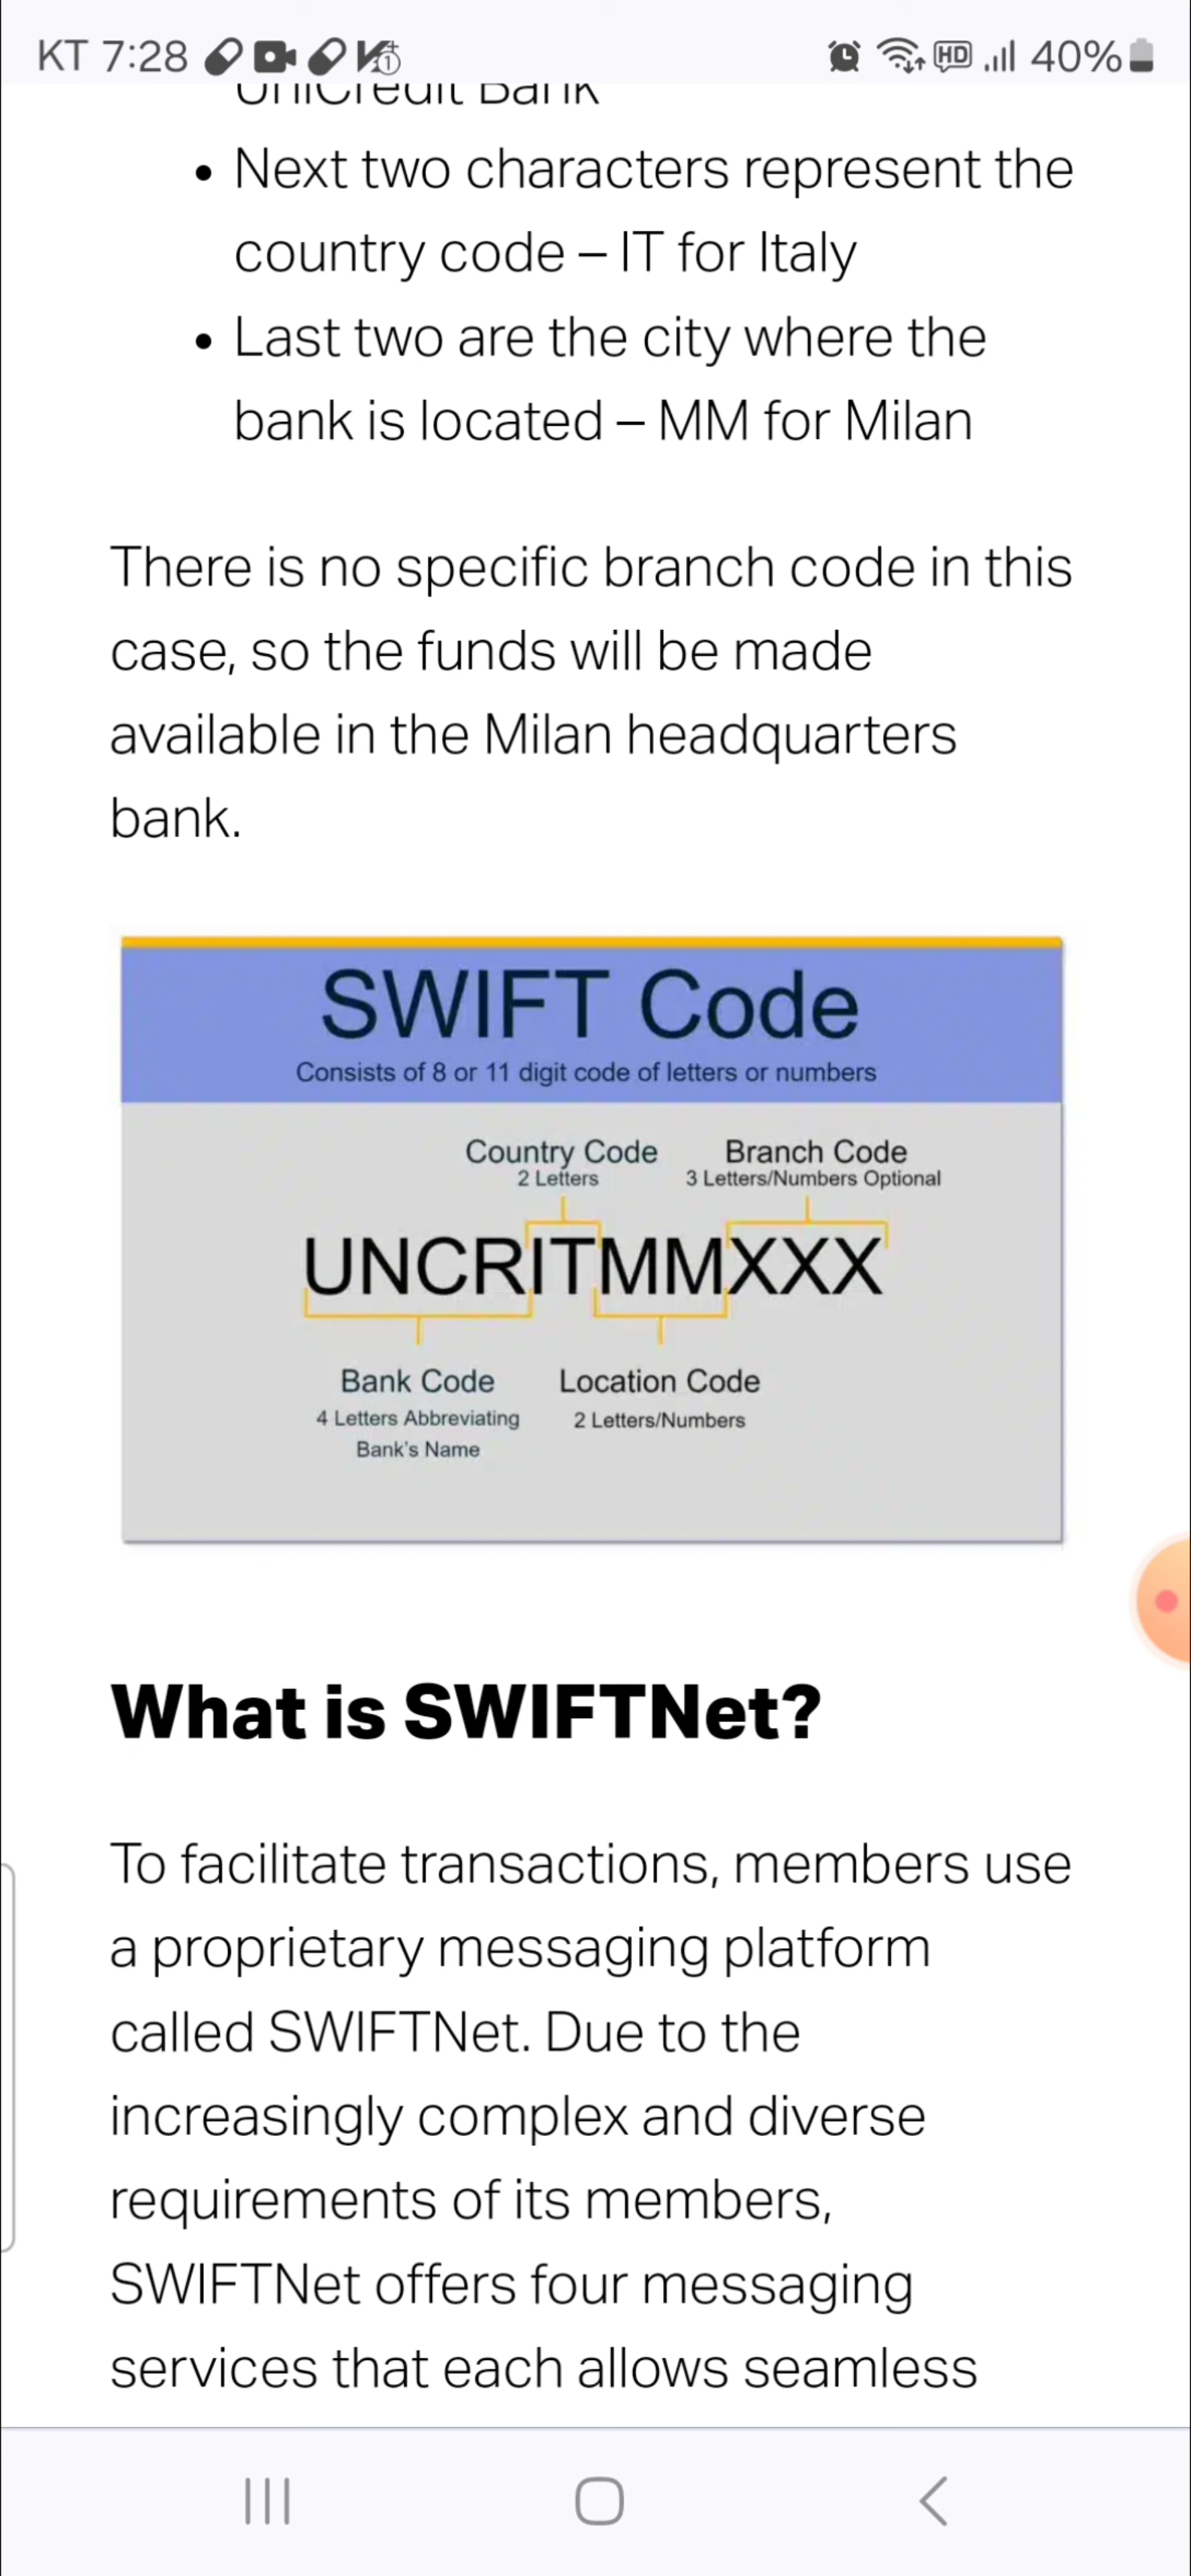 KT 7:28 HD 40%
UniCredit Bank
• Next two characters represent the
country code – IT for Italy
• Last two are the city where the
bank is located – MM for Milan
There is no specific branch code in this
case, so the funds will be made
available in the Milan headquarters
bank.
SWIFT Code
Consists of 8 or 11 digit code of letters or numbers
Country Code
2 Letters
Branch Code
3 Letters/Numbers Optional
UNCRITMMXXX
Bank Code
4 Letters Abbreviating
Bank's Name
Location Code
2 Letters/Numbers
What is SWIFTNet?
To facilitate transactions, members use
a proprietary messaging platform
called SWIFTNet. Due to the
increasingly complex and diverse
requirements of its members,
SWIFTNet offers four messaging
services that each allows seamless